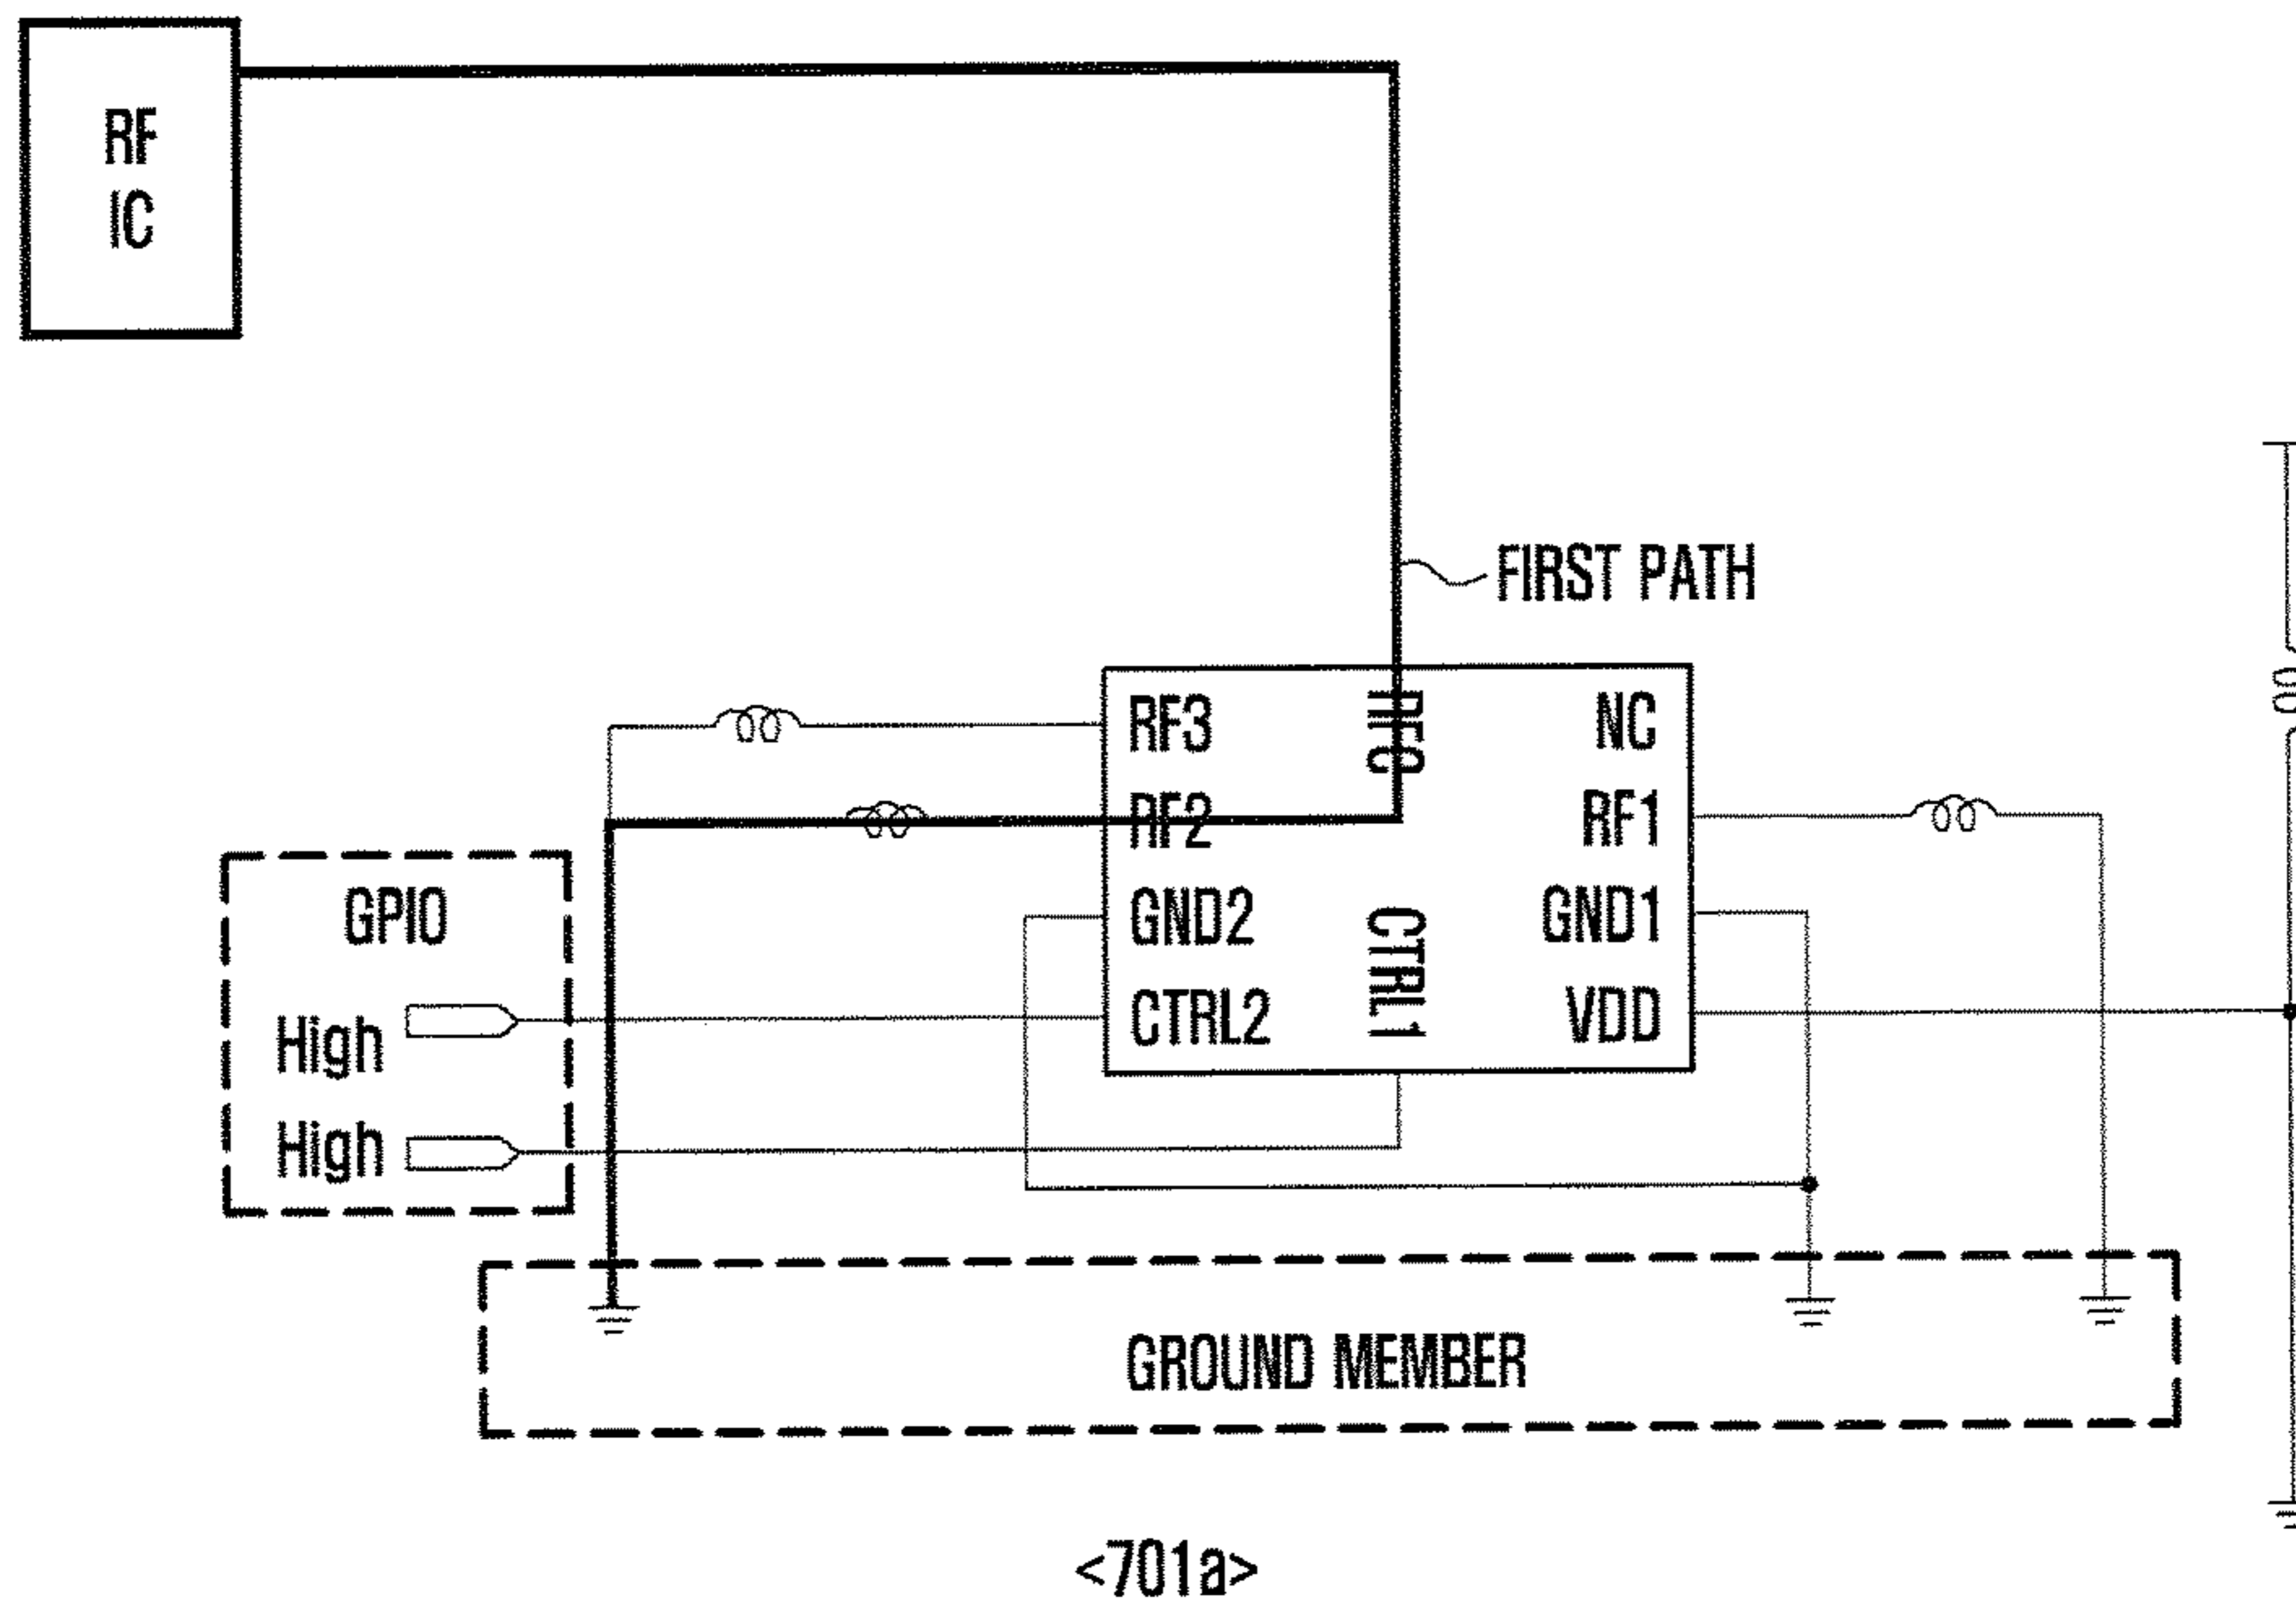 RF
IC
FIRST PATH
RF3
RFC
NC
RF2
RF1
GPIO
GND2
CTRL1
GND1
High
CTRL2
VDD
High
GROUND MEMBER
<701a>